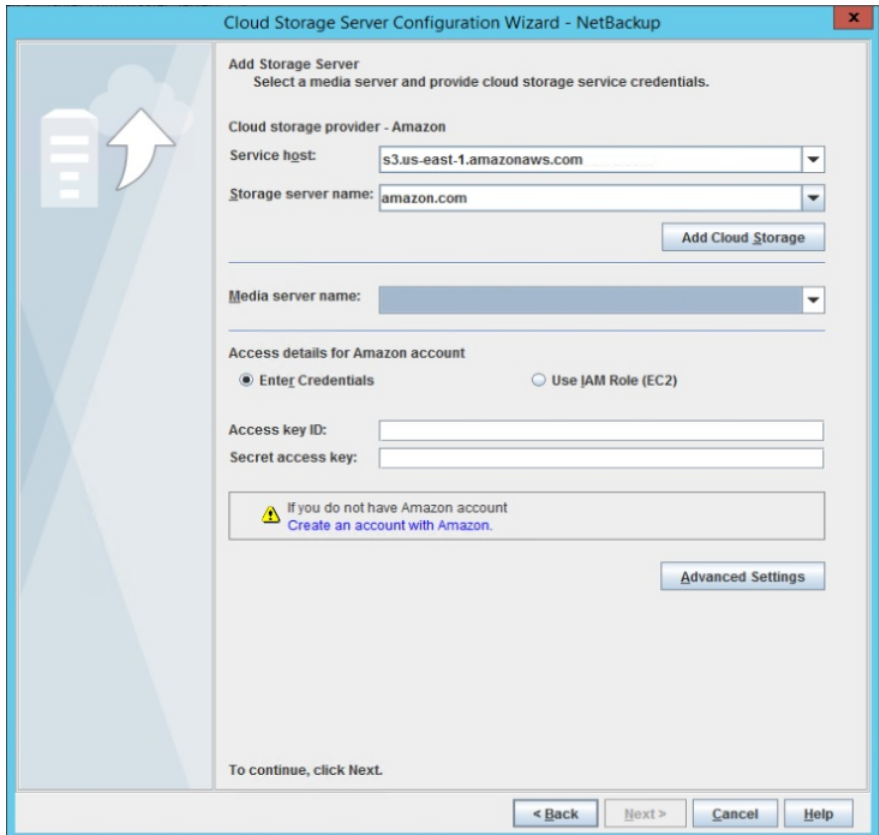 Cloud Storage Server Configuration Wizard - NetBackup
x
Add Storage Server
Select a media server and provide cloud storage service credentials.
Cloud storage provider - Amazon
Service host: s3.us-east-1.amazonaws.com
Storage server name: amazon.com
Add Cloud Storage
Media server name:
Access details for Amazon account
Enter Credentials Use IAM Role (EC2)
Access key ID:
Secret access key:
If you do not have Amazon account
Create an account with Amazon.
Advanced Settings
To continue, click Next.
< Back Next > Cancel Help